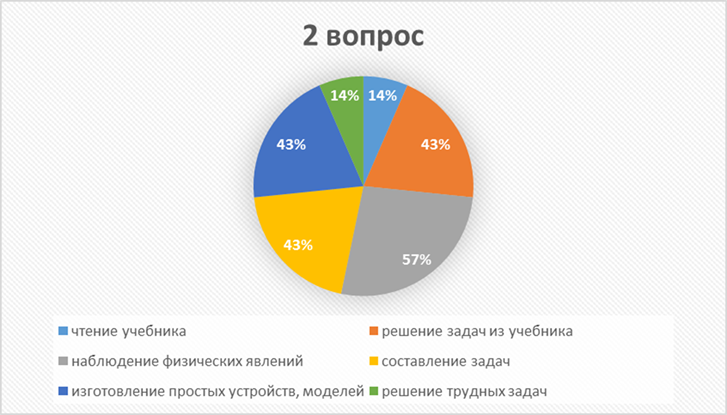 2 вопрос
14% 14%
43% 43%
43% 57%
чтение учебника решение задач из учебника
наблюдение физических явлений составление задач
изготовление простых устройств, моделей решение трудных задач